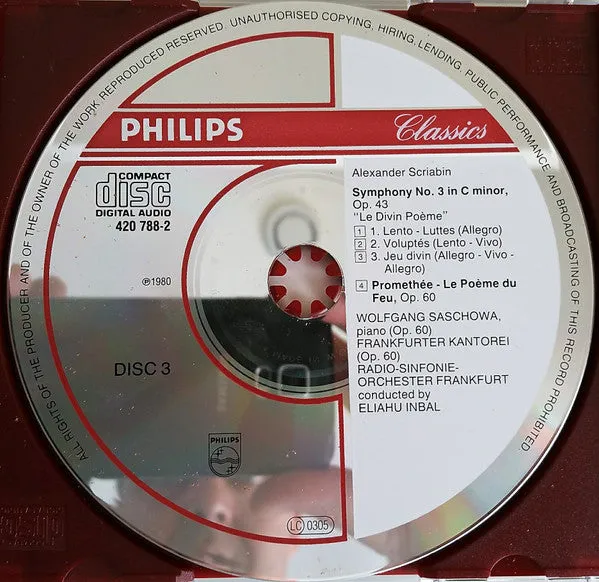 ALL RIGHTS OF THE PRODUCER AND OF THE OWNER OF THE WORK REPRODUCED RESERVED. UNAUTHORISED COPYING, HIRING, LENDING, PUBLIC PERFORMANCE AND BROADCASTING OF THIS RECORD PROHIBITED.
PHILIPS
Classics
COMPACT
disc
DIGITAL AUDIO
420 788-2
℗1980
DISC 3
PHILIPS
Alexander Scriabin
Symphony No. 3 in C minor,
Op. 43
"Le Divin Poème"
1 1. Lento - Luttes (Allegro)
2 2. Voluptés (Lento - Vivo)
3 3. Jeu divin (Allegro - Vivo -
Allegro)
4 Promethée - Le Poème du
Feu, Op. 60
WOLFGANG SASCHOWA,
piano (Op. 60)
FRANKFURTER KANTOREI
(Op. 60)
RADIO-SINFONIE-
ORCHESTER FRANKFURT
conducted by
ELIAHU INBAL
LC 0305